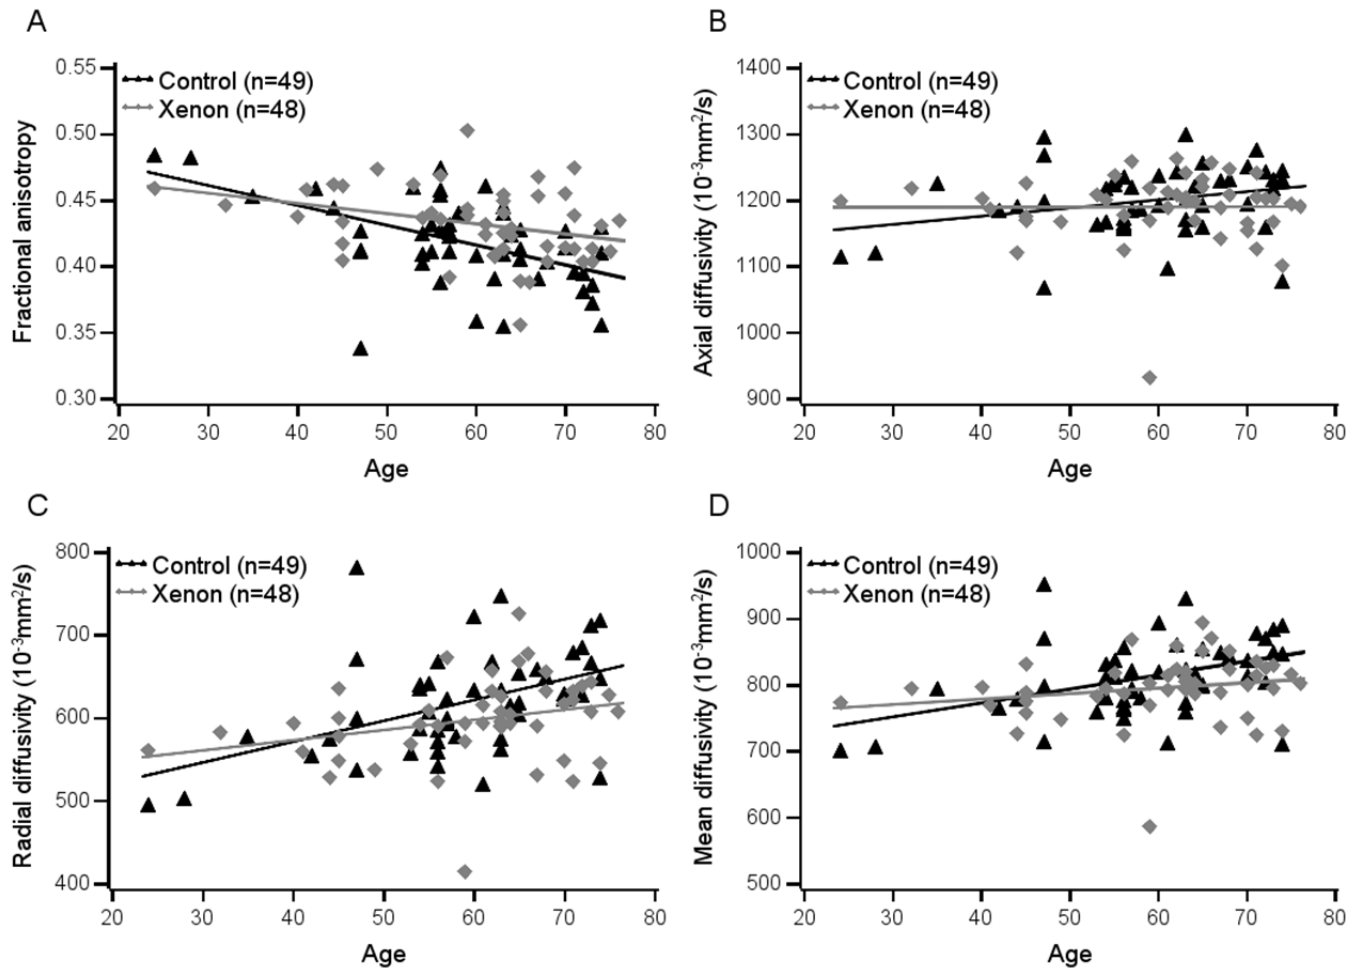 A
Fractional anisotropy
0.55
0.50
0.45
0.40
0.35
0.30
Control (n=49)
Xenon (n=48)
20 30 40 50 60 70 80
Age
B
Axial diffusivity (10⁻³mm²/s)
1400
1300
1200
1100
1000
900
Control (n=49)
Xenon (n=48)
20 30 40 50 60 70 80
Age
C
Radial diffusivity (10⁻³mm²/s)
800
700
600
500
400
Control (n=49)
Xenon (n=48)
20 30 40 50 60 70 80
Age
D
Mean diffusivity (10⁻³mm²/s)
1000
900
800
700
600
500
Control (n=49)
Xenon (n=48)
20 30 40 50 60 70 80
Age